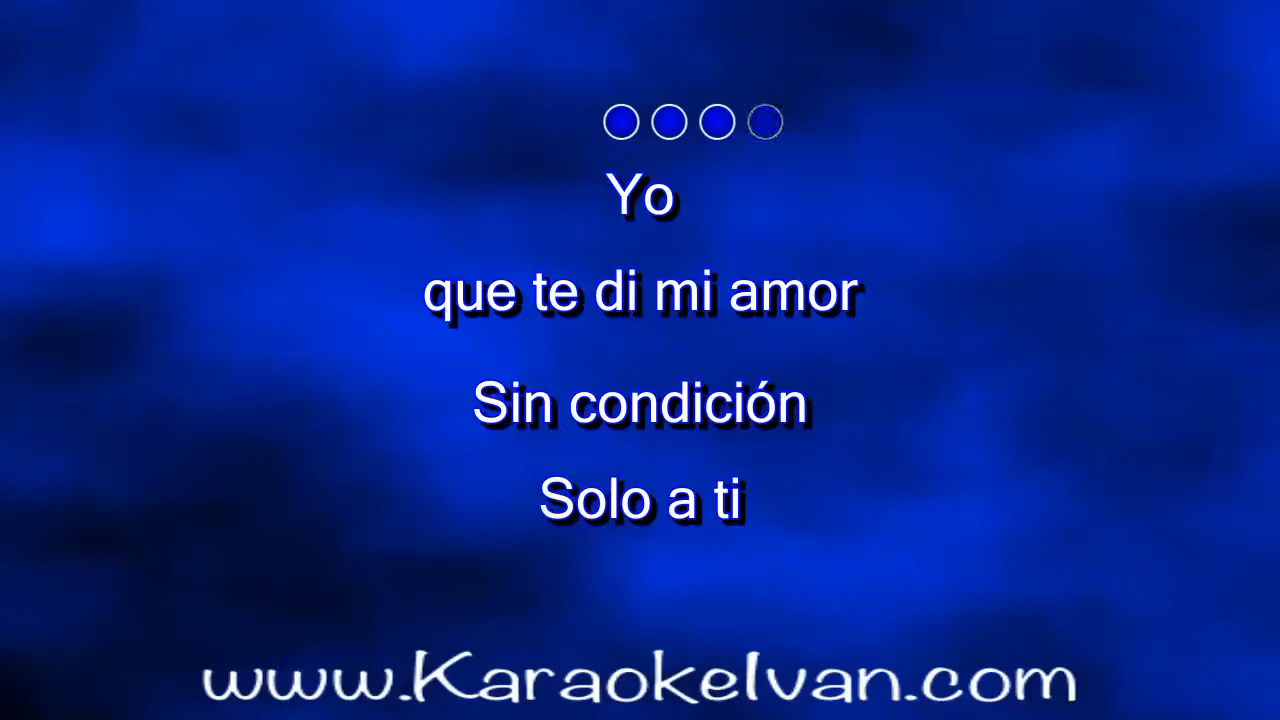 Yo
que te di mi amor
Sin condición
Solo a ti
www.KaraokeIvan.com